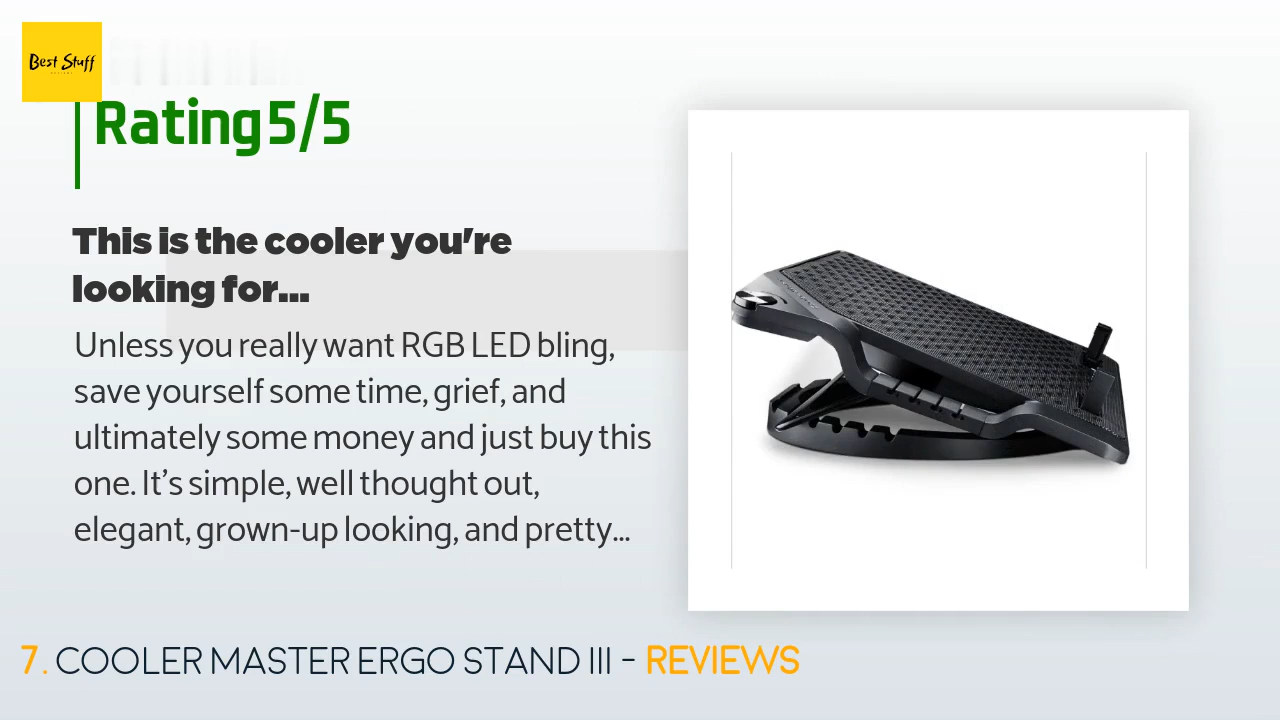 Best Stuff
Rating 5/5
This is the cooler you're
looking for...
Unless you really want RGB LED bling,
save yourself some time, grief, and
ultimately some money and just buy this
one. It's simple, well thought out,
elegant, grown-up looking, and pretty...
7. COOLER MASTER ERGO STAND III - REVIEWS